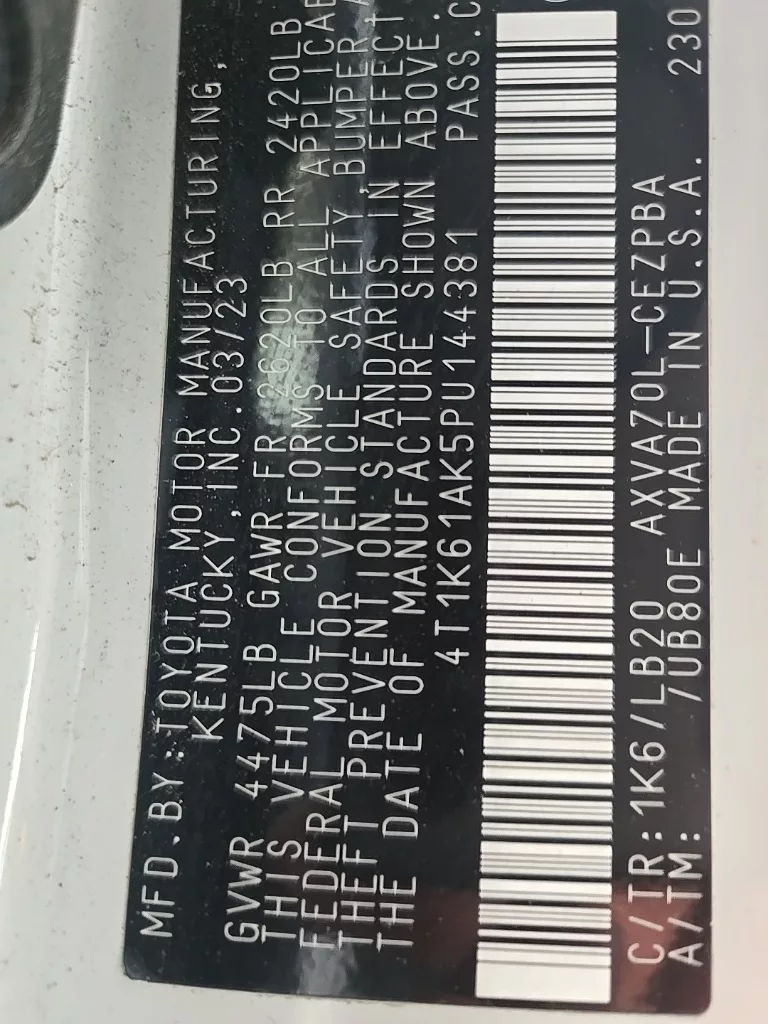 MFD.BY:TOYOTA MOTOR MANUFACTURING,
KENTUCKY,INC.03/23
GVWR 4475LB GAWR FR 2620LB RR 2420LB
THIS VEHICLE CONFORMS TO ALL APPLICAB
FEDERAL MOTOR VEHICLE SAFETY,BUMPER,A
THEFT PREVENTION STANDARDS IN EFFECT
THE DATE OF MANUFACTURE SHOWN ABOVE.
4T1K61AK5PU144381 PASS.C
C/TR:1K6/LB20 AXVA70L-CEZPBA 230
A/TM: /UB80E MADE IN U.S.A.